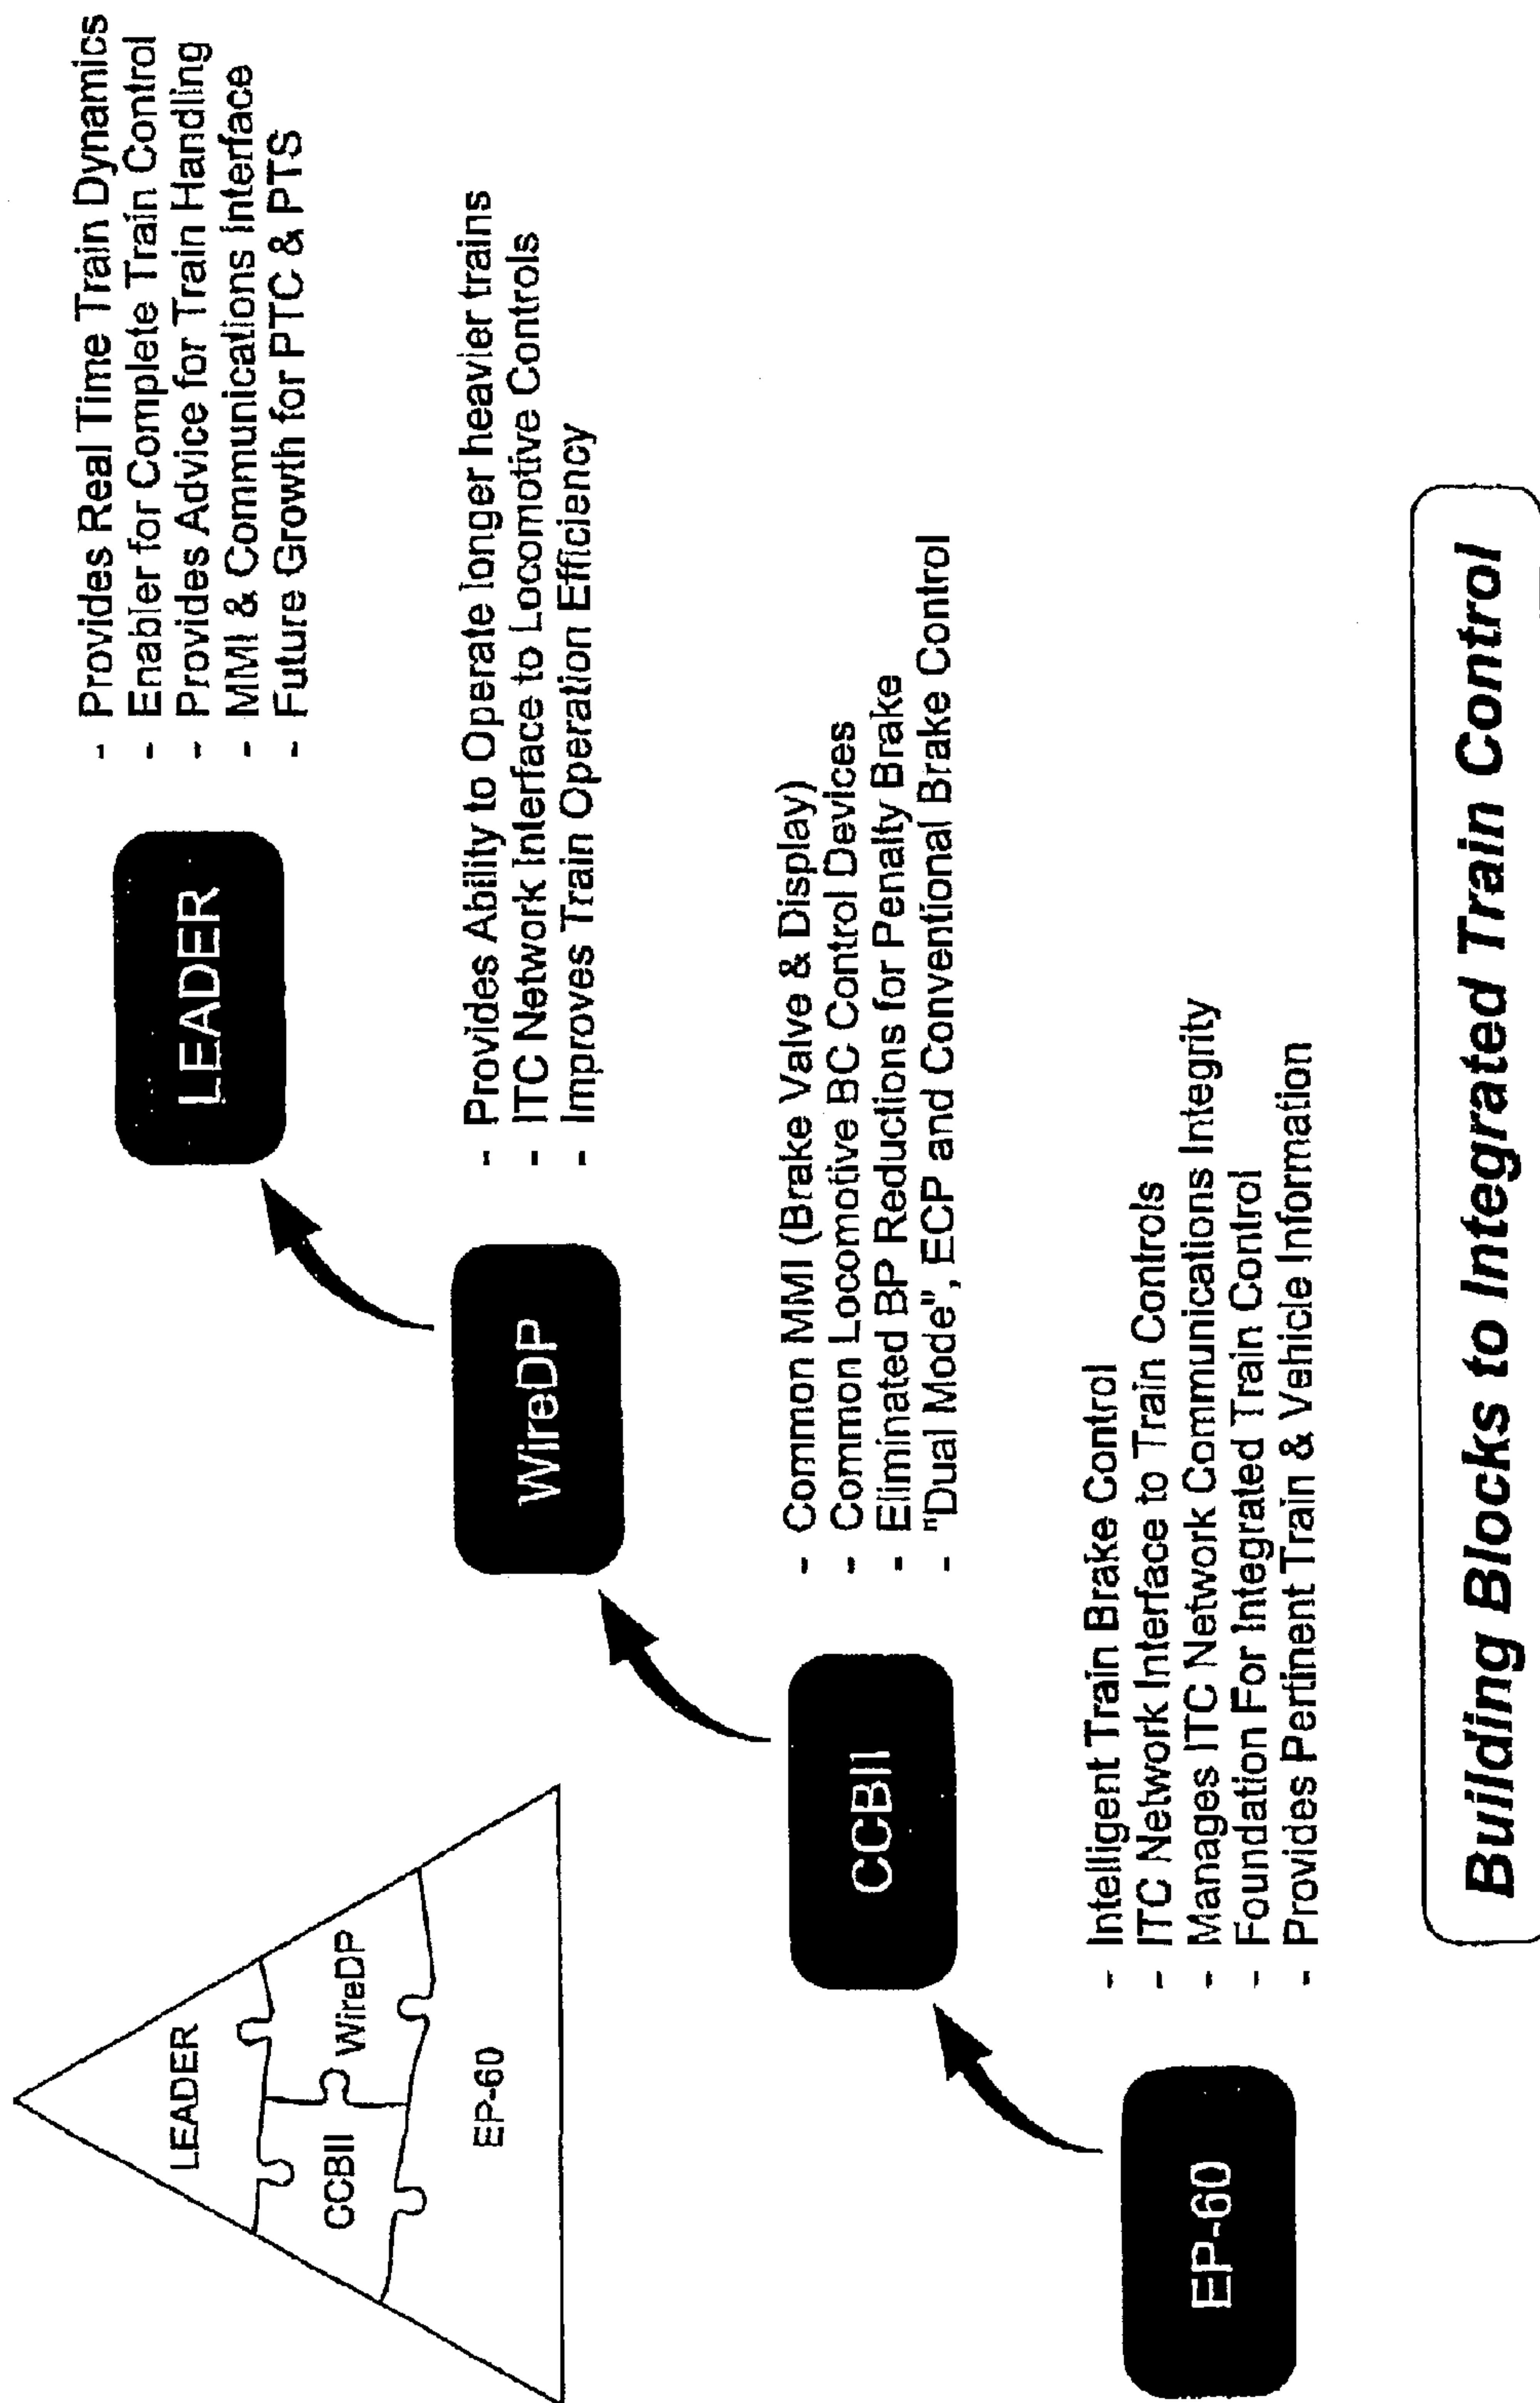 LEADER
CCBII
WireDP
EP-60
LEADER
- Provides Real Time Train Dynamics
- Enabler for Complete Train Control
- Provides Advice for Train Handling
- MMI & Communications Interface
- Future Growth for PTC & PTS
WireDP
- Provides Ability to Operate longer heavier trains
- ITC Network Interface to Locomotive Controls
- Improves Train Operation Efficiency
CCBII
- Common MMI (Brake Valve & Display)
- Common Locomotive BC Control Devices
- Eliminated BP Reductions for Penalty Brake
- "Dual Mode", ECP and Conventional Brake Control
EP-60
- Intelligent Train Brake Control
- ITC Network Interface to Train Controls
- Manages ITC Network Communications Integrity
- Foundation For Integrated Train Control
- Provides Pertinent Train & Vehicle Information
Building Blocks to Integrated Train Control